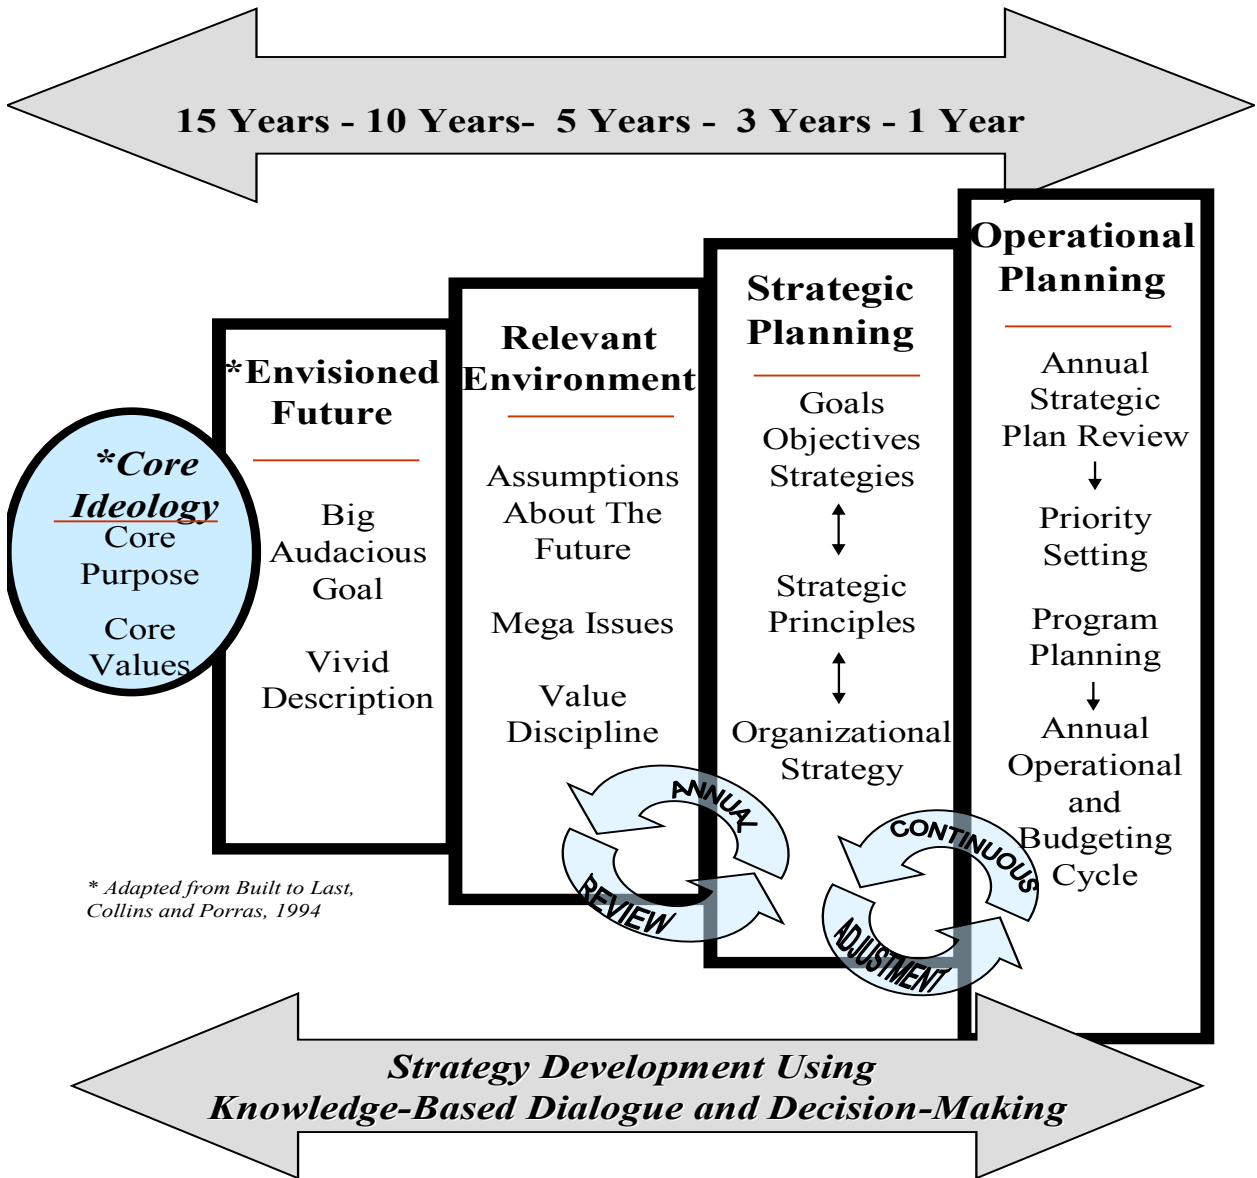 15 Years - 10 Years-  5 Years -  3 Years - 1 Year
*Core
Ideology
Core
Purpose
Core
Values
*Envisioned
Future
Big
Audacious
Goal
Vivid
Description
Relevant
Environment
Assumptions
About The
Future
Mega Issues
Value
Discipline
Strategic
Planning
Goals
Objectives
Strategies
Strategic
Principles
Organizational
Strategy
Operational
Planning
Annual
Strategic
Plan Review
Priority
Setting
Program
Planning
Annual
Operational
and
Budgeting
Cycle
ANNUAL
REVIEW
CONTINUOUS
ADJUSTMENT
* Adapted from Built to Last,
Collins and Porras, 1994
Strategy Development Using
Knowledge-Based Dialogue and Decision-Making